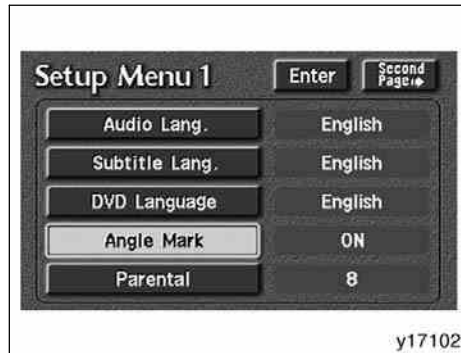 Setup Menu 1 Enter Second
Page
Audio Lang. English
Subtitle Lang. English
DVD Language English
Angle Mark ON
Parental 8
y17102